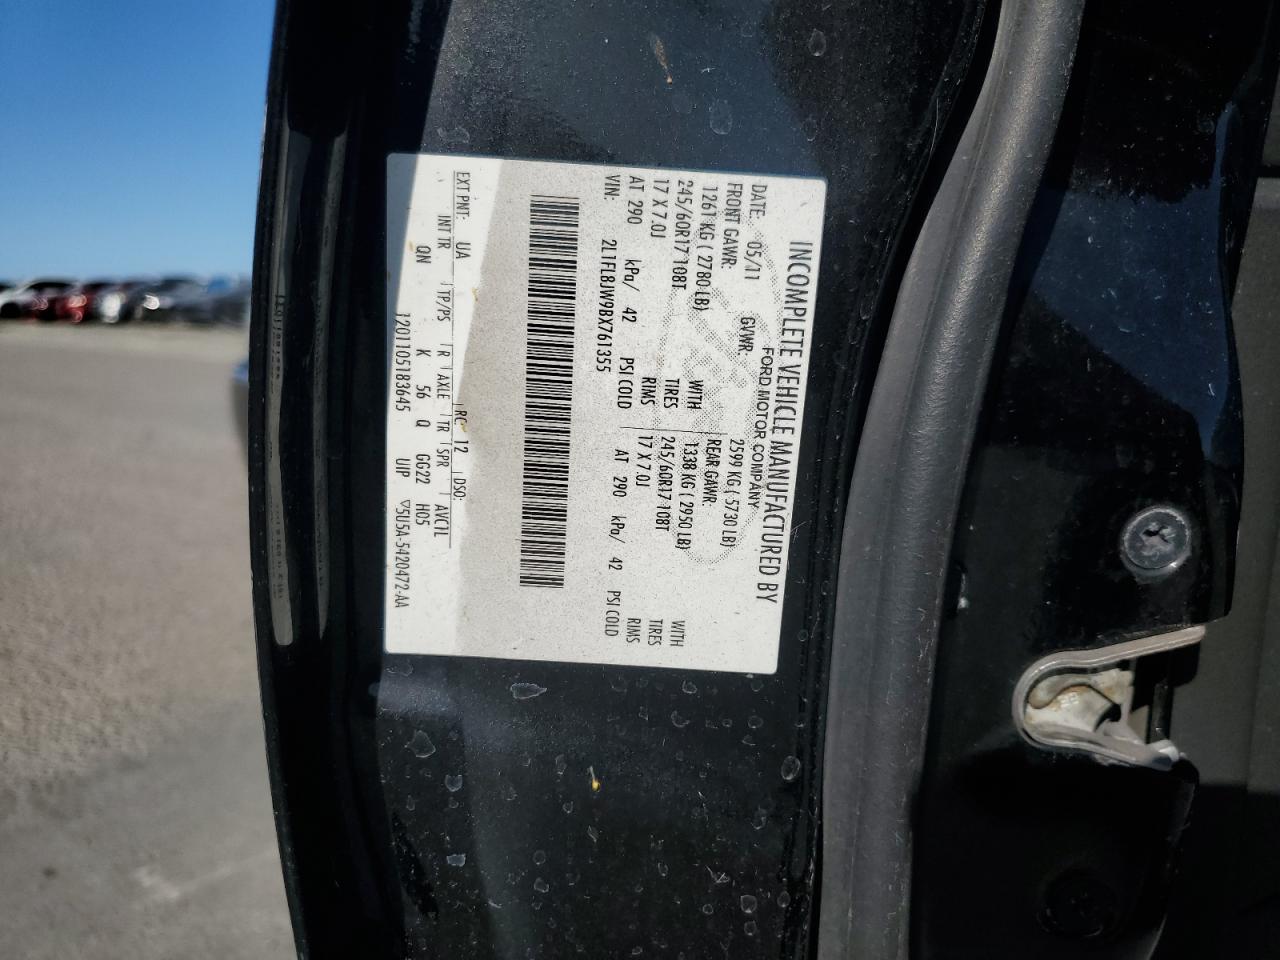 INCOMPLETE VEHICLE MANUFACTURED BY
FORD MOTOR COMPANY
DATE: 05/11 GVWR: 2599 KG ( 5730 LB)
FRONT GAWR: REAR GAWR:
1261 KG ( 2780 LB) WITH 1338 KG ( 2950 LB) WITH
245/60R17 108T TIRES 245/60R17 108T TIRES
17 X 7.0J RIMS 17 X 7.0J RIMS
AT 290 kPa/ 42 PSI COLD AT 290 kPa/ 42 PSI COLD
VIN: 2L1FL8JW9BX761355
EXT PNT: UA RC: 12 DSO:
INT TR TP/PS R AXLE TR SPR AVC1L
QN K 56 Q GG22 H05
1201105183645 UIP ▽5U5A-5420472-AA